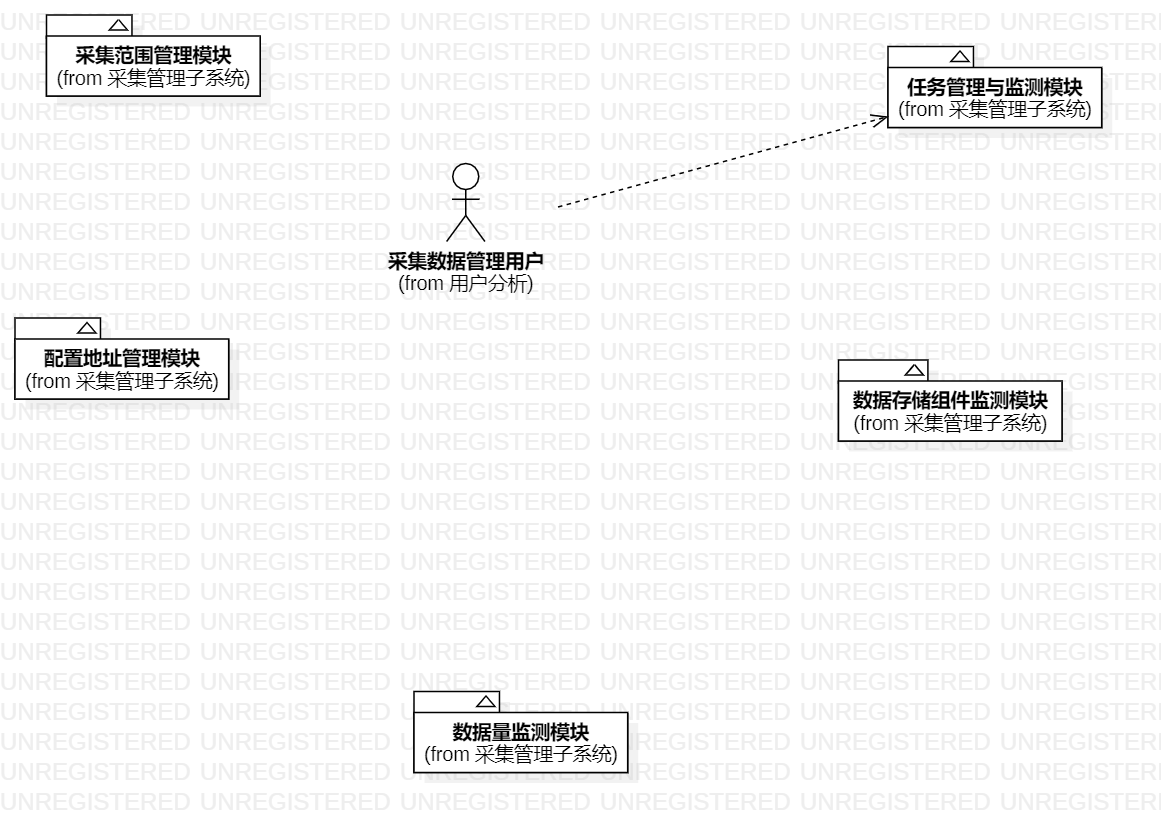 采集范围管理模块
(from 采集管理子系统)
任务管理与监测模块
(from 采集管理子系统)
采集数据管理用户
(from 用户分析)
配置地址管理模块
(from 采集管理子系统)
数据存储组件监测模块
(from 采集管理子系统)
数据量监测模块
(from 采集管理子系统)
UNREGISTERED